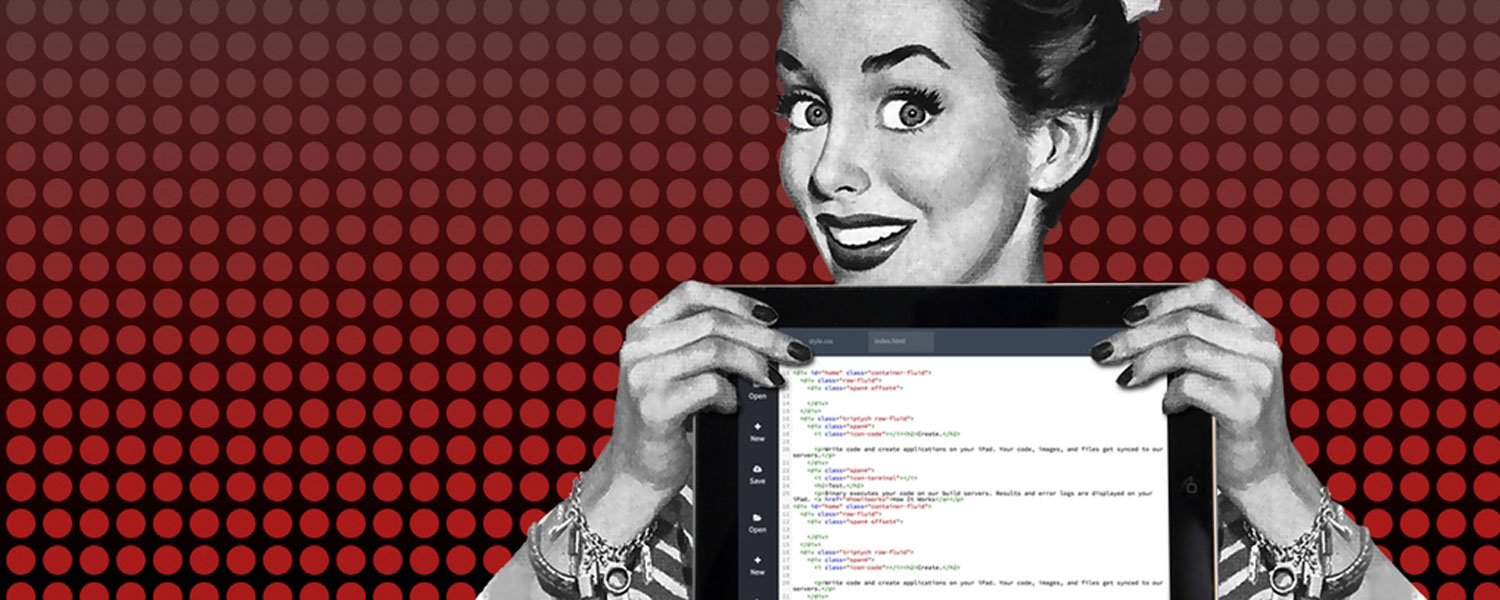 style.css
index.html
Open
New
Save
Open
New
<div id="home" class="container-fluid">
<div class="row-fluid">
<div class="span4 offset4">
</div>
</div>
<div class="triptych row-fluid">
<div class="span4">
<i class="icon-code"></i><h2>Create.</h2>
<p>Write code and create applications on your iPad. Your code, images, and files get synced to our
servers.</p>
</div>
<div class="span4">
<i class="icon-terminal"></i>
<h2>Test.</h2>
<p>Binary executes your code on our build servers. Results and error logs are displayed on your
iPad. <a href="#howitworks">How It Works</a></p>
<div id="home" class="container-fluid">
<div class="row-fluid">
<div class="span4 offset4">
</div>
</div>
<div class="triptych row-fluid">
<div class="span4">
<i class="icon-code"></i><h2>Create.</h2>
<p>Write code and create applications on your iPad. Your code, images, and files get synced to our
servers.</p>
</div>